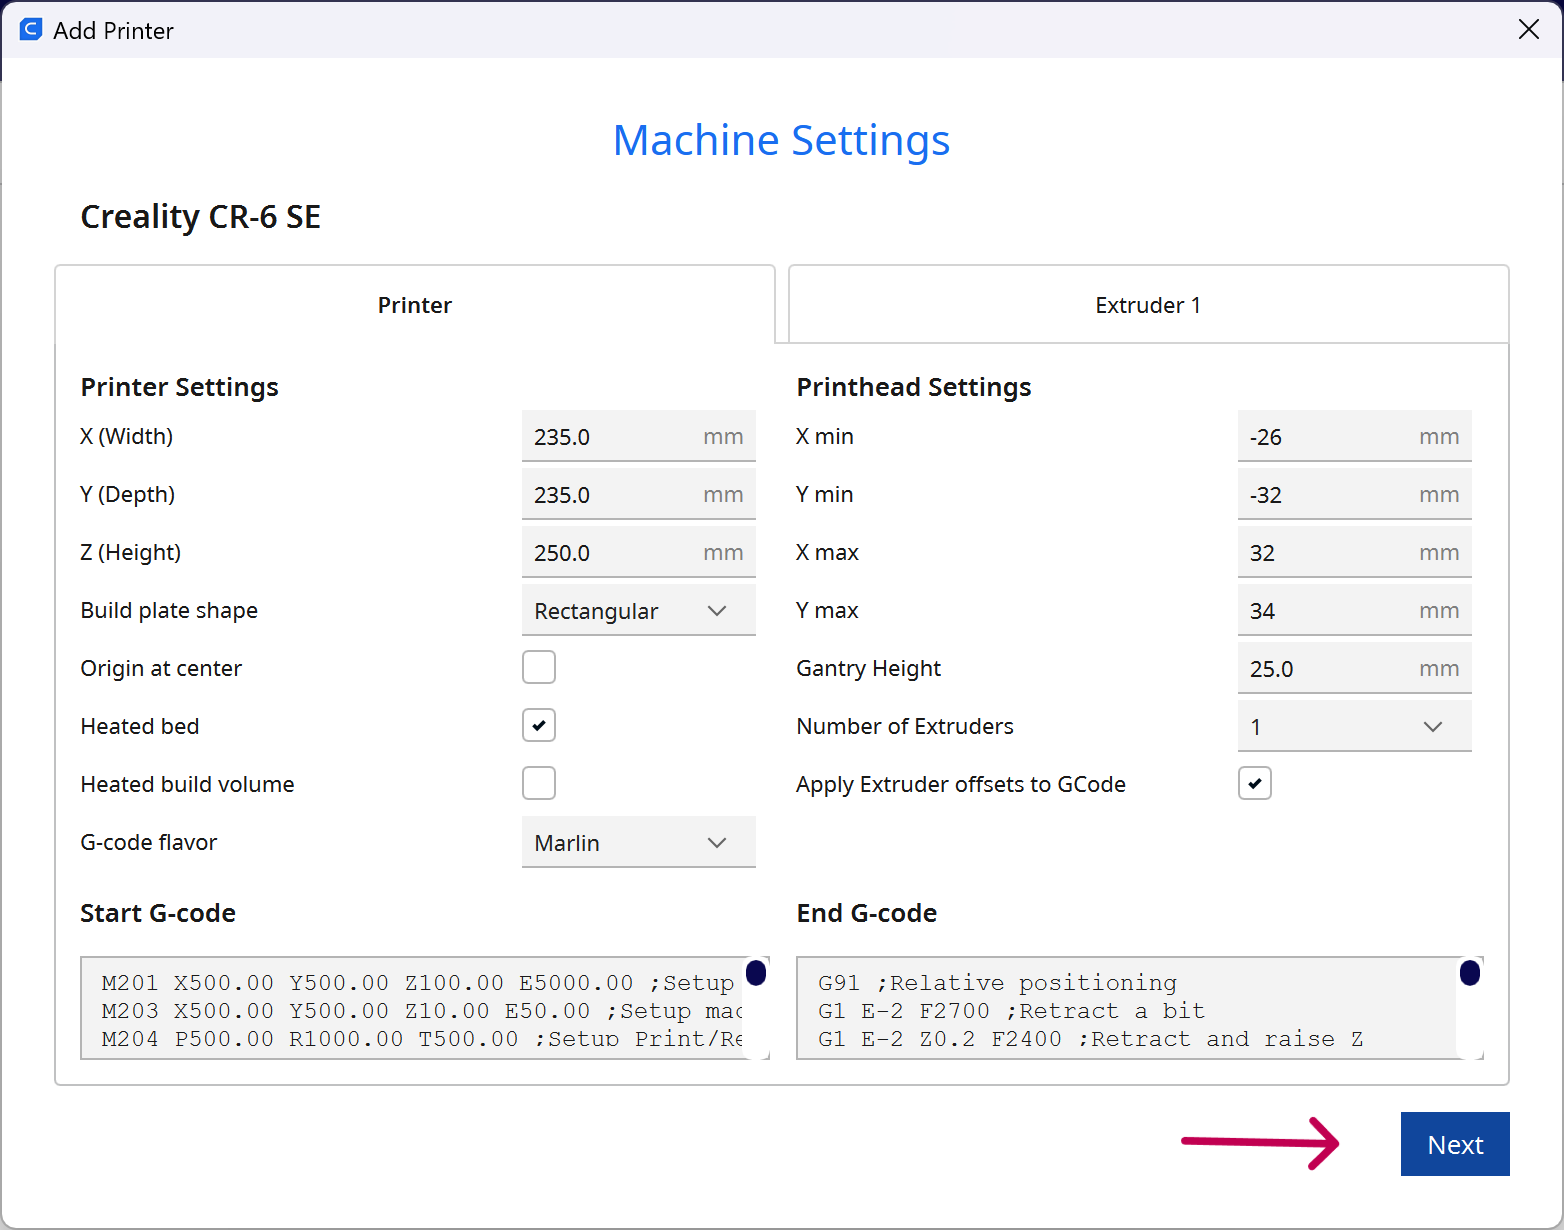 Add Printer
Machine Settings
Creality CR-6 SE
Printer
Extruder 1
Printer Settings
X (Width) 235.0 mm
Y (Depth) 235.0 mm
Z (Height) 250.0 mm
Build plate shape Rectangular
Origin at center
Heated bed
Heated build volume
G-code flavor Marlin
Printhead Settings
X min -26 mm
Y min -32 mm
X max 32 mm
Y max 34 mm
Gantry Height 25.0 mm
Number of Extruders 1
Apply Extruder offsets to GCode
Start G-code
M201 X500.00 Y500.00 Z100.00 E5000.00 ;Setup
M203 X500.00 Y500.00 Z10.00 E50.00 ;Setup mac
M204 P500.00 R1000.00 T500.00 ;Setup Print/Re
End G-code
G91 ;Relative positioning
G1 E-2 F2700 ;Retract a bit
G1 E-2 Z0.2 F2400 ;Retract and raise Z
Next